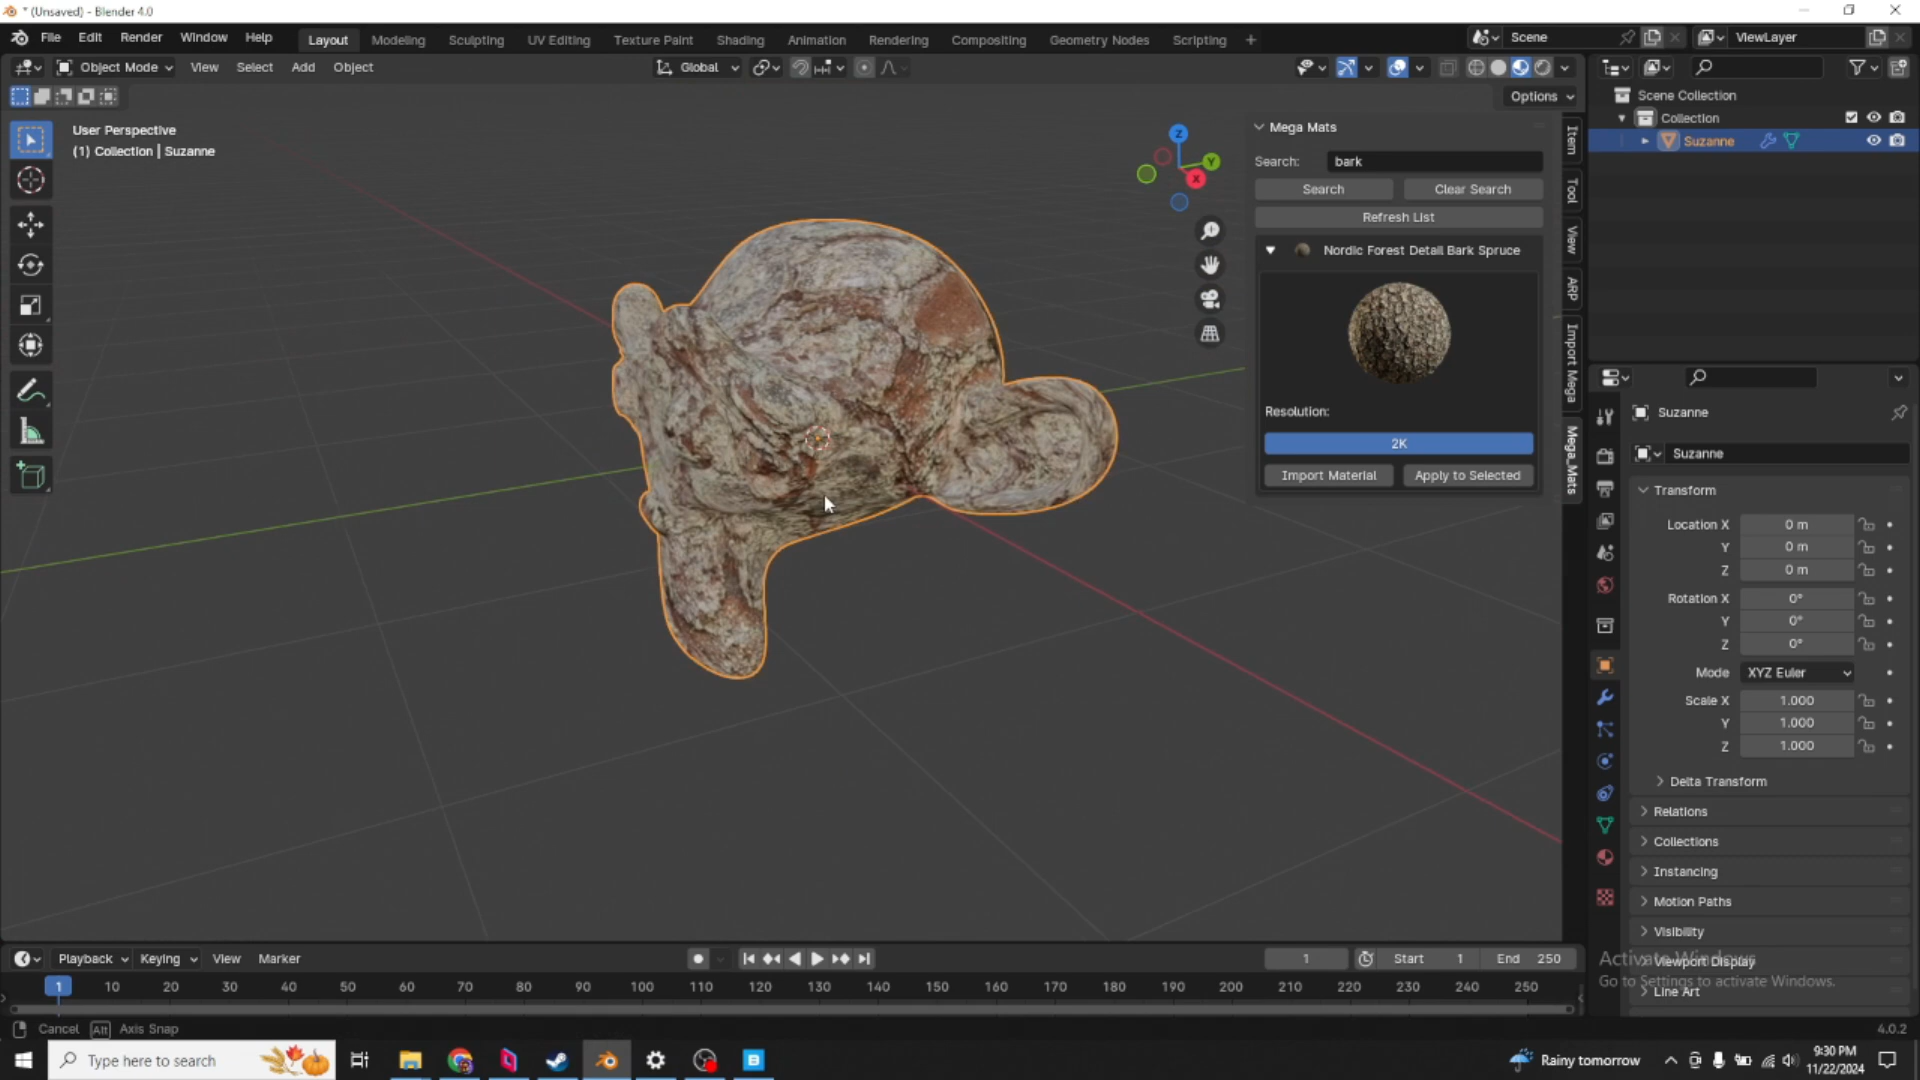 * (Unsaved) - Blender 4.0
File Edit Render Window Help Layout Modeling Sculpting UV Editing Texture Paint Shading Animation Rendering Compositing Geometry Nodes Scripting + Scene ViewLayer
Object Mode View Select Add Object Global
Options
User Perspective
(1) Collection | Suzanne
Z
Y
X
Mega Mats
Search: bark
Search Clear Search
Refresh List
Nordic Forest Detail Bark Spruce
Resolution:
2K
Import Material Apply to Selected
Item
Tool
View
ARP
Import Mega
Mega_Mats
Scene Collection
Collection
Suzanne
Suzanne
Suzanne
Transform
Location X 0 m
Y 0 m
Z 0 m
Rotation X 0°
Y 0°
Z 0°
Mode XYZ Euler
Scale X 1.000
Y 1.000
Z 1.000
Delta Transform
Relations
Collections
Instancing
Motion Paths
Visibility
Viewport Display
Line Art
Activate Windows
Go to Settings to activate Windows.
Playback Keying View Marker 1 Start 1 End 250
1 10 20 30 40 50 60 70 80 90 100 110 120 130 140 150 160 170 180 190 200 210 220 230 240 250
Cancel Alt Axis Snap 4.0.2
Type here to search Rainy tomorrow 9:30 PM
11/22/2024